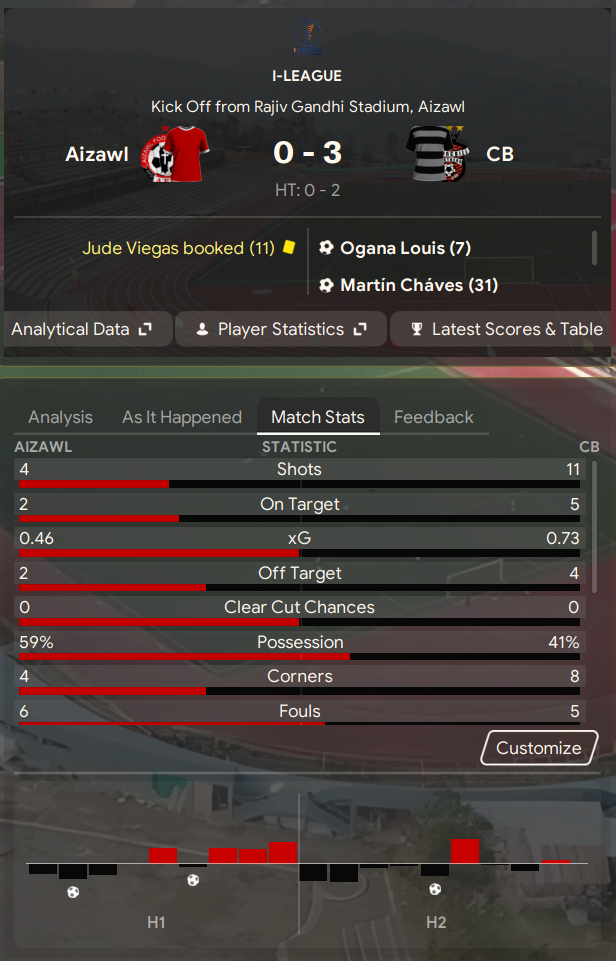 I-LEAGUE
Kick Off from Rajiv Gandhi Stadium, Aizawl
Aizawl 0 - 3 CB
HT: 0 - 2
Jude Viegas booked (11) Ogana Louis (7)
Martín Cháves (31)
Analytical Data Player Statistics Latest Scores & Table
Analysis As It Happened Match Stats Feedback
AIZAWL STATISTIC CB
4 Shots 11
2 On Target 5
0.46 xG 0.73
2 Off Target 4
0 Clear Cut Chances 0
59% Possession 41%
4 Corners 8
6 Fouls 5
Customize
H1 H2